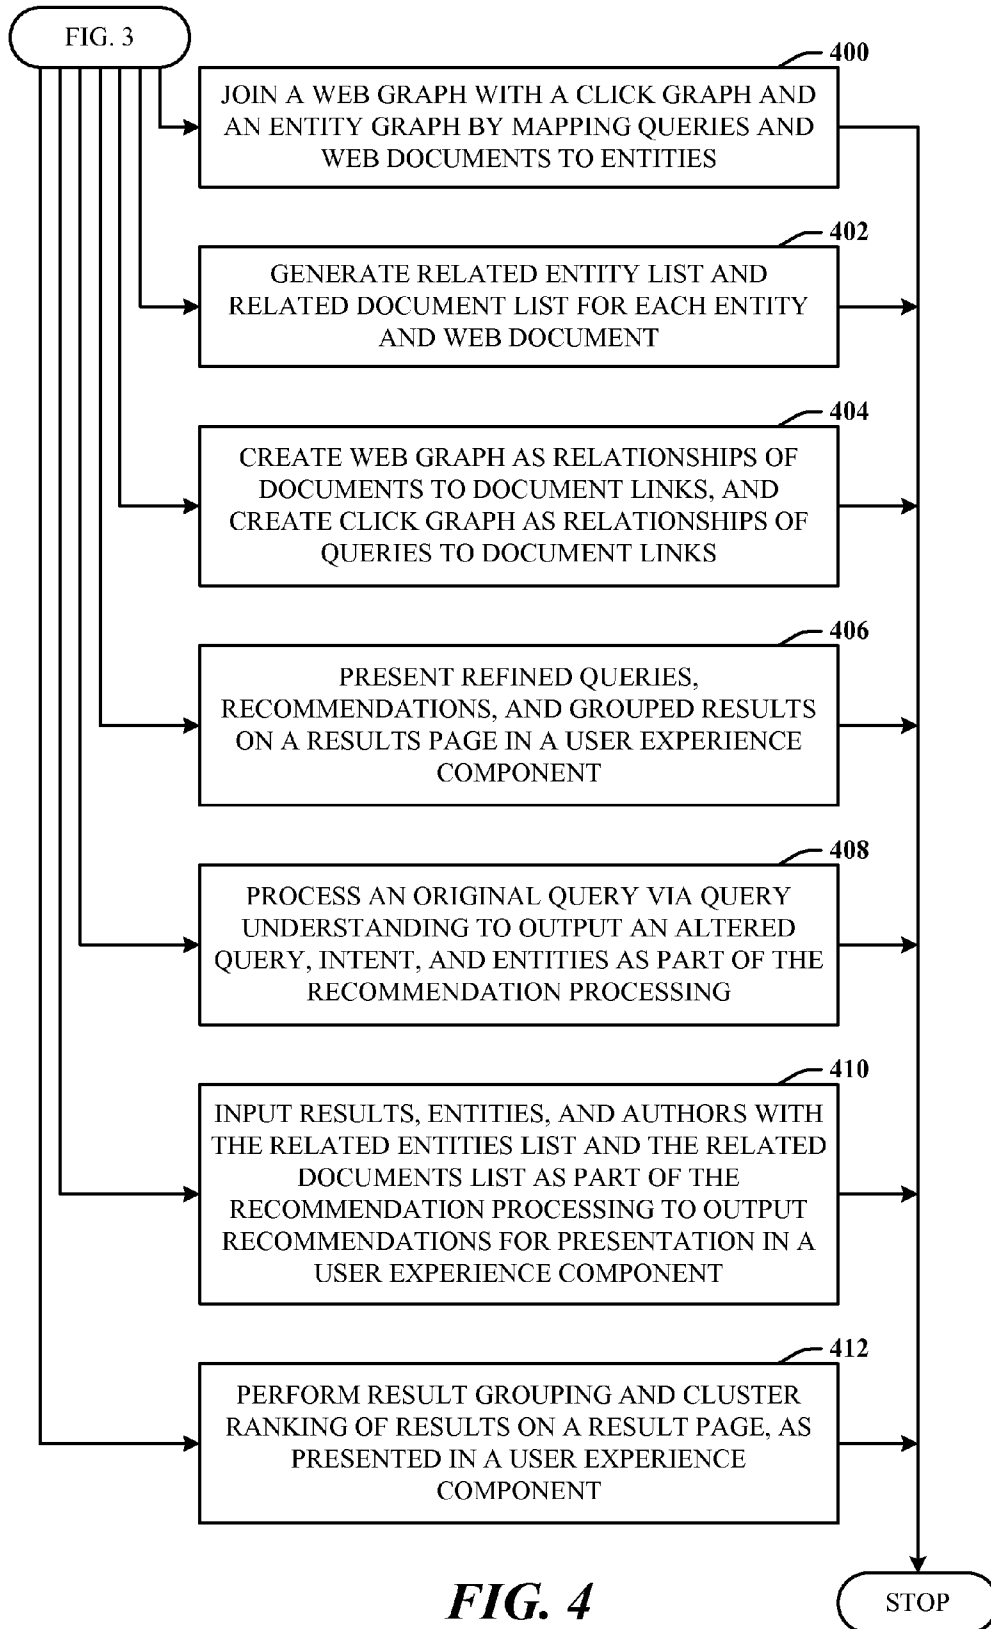 FIG. 3
400
JOIN A WEB GRAPH WITH A CLICK GRAPH AND
AN ENTITY GRAPH BY MAPPING QUERIES AND
WEB DOCUMENTS TO ENTITIES
402
GENERATE RELATED ENTITY LIST AND
RELATED DOCUMENT LIST FOR EACH ENTITY
AND WEB DOCUMENT
404
CREATE WEB GRAPH AS RELATIONSHIPS OF
DOCUMENTS TO DOCUMENT LINKS, AND
CREATE CLICK GRAPH AS RELATIONSHIPS OF
QUERIES TO DOCUMENT LINKS
406
PRESENT REFINED QUERIES,
RECOMMENDATIONS, AND GROUPED RESULTS
ON A RESULTS PAGE IN A USER EXPERIENCE
COMPONENT
408
PROCESS AN ORIGINAL QUERY VIA QUERY
UNDERSTANDING TO OUTPUT AN ALTERED
QUERY, INTENT, AND ENTITIES AS PART OF THE
RECOMMENDATION PROCESSING
410
INPUT RESULTS, ENTITIES, AND AUTHORS WITH
THE RELATED ENTITIES LIST AND THE RELATED
DOCUMENTS LIST AS PART OF THE
RECOMMENDATION PROCESSING TO OUTPUT
RECOMMENDATIONS FOR PRESENTATION IN A
USER EXPERIENCE COMPONENT
412
PERFORM RESULT GROUPING AND CLUSTER
RANKING OF RESULTS ON A RESULT PAGE, AS
PRESENTED IN A USER EXPERIENCE
COMPONENT
FIG. 4
STOP